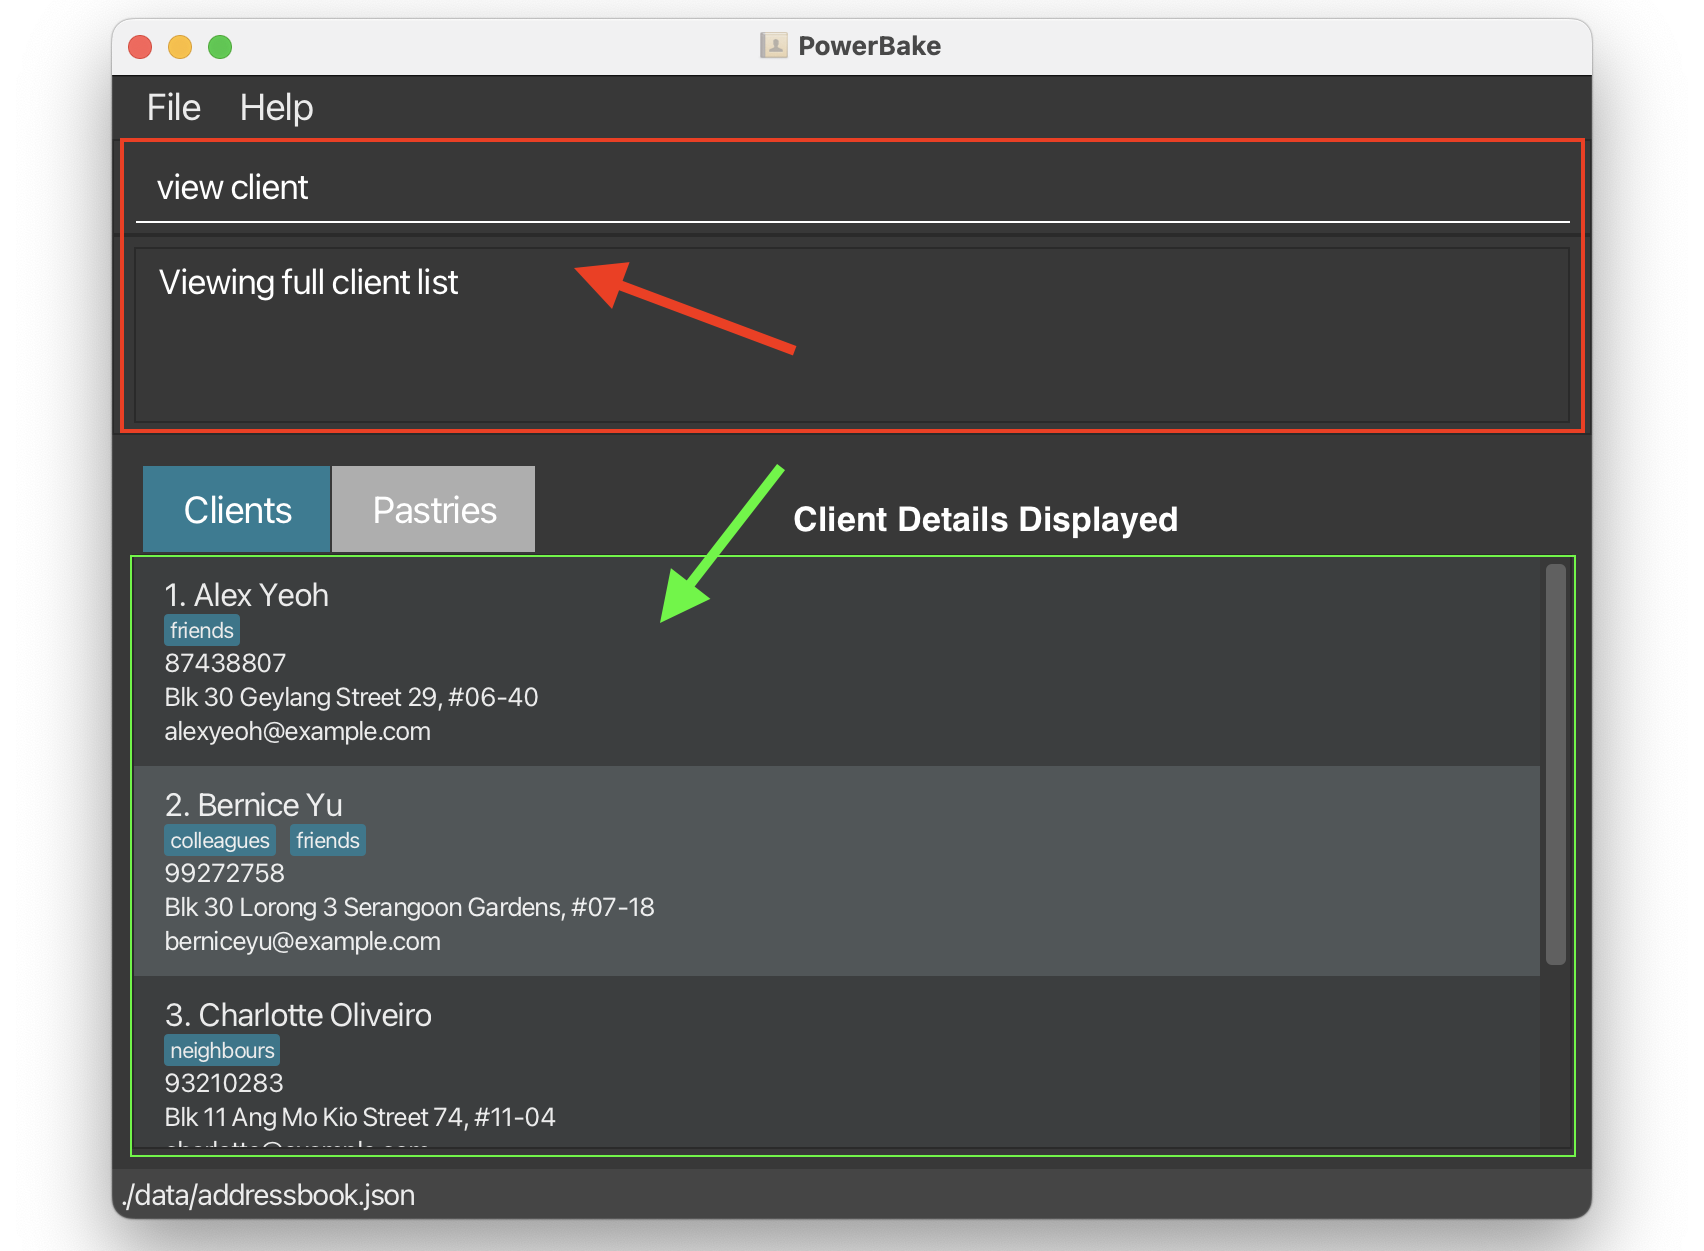 PowerBake
File Help
view client
Viewing full client list
Clients Pastries
Client Details Displayed
1. Alex Yeoh
friends
87438807
Blk 30 Geylang Street 29, #06-40
alexyeoh@example.com
2. Bernice Yu
colleagues friends
99272758
Blk 30 Lorong 3 Serangoon Gardens, #07-18
berniceyu@example.com
3. Charlotte Oliveiro
neighbours
93210283
Blk 11 Ang Mo Kio Street 74, #11-04
./data/addressbook.json